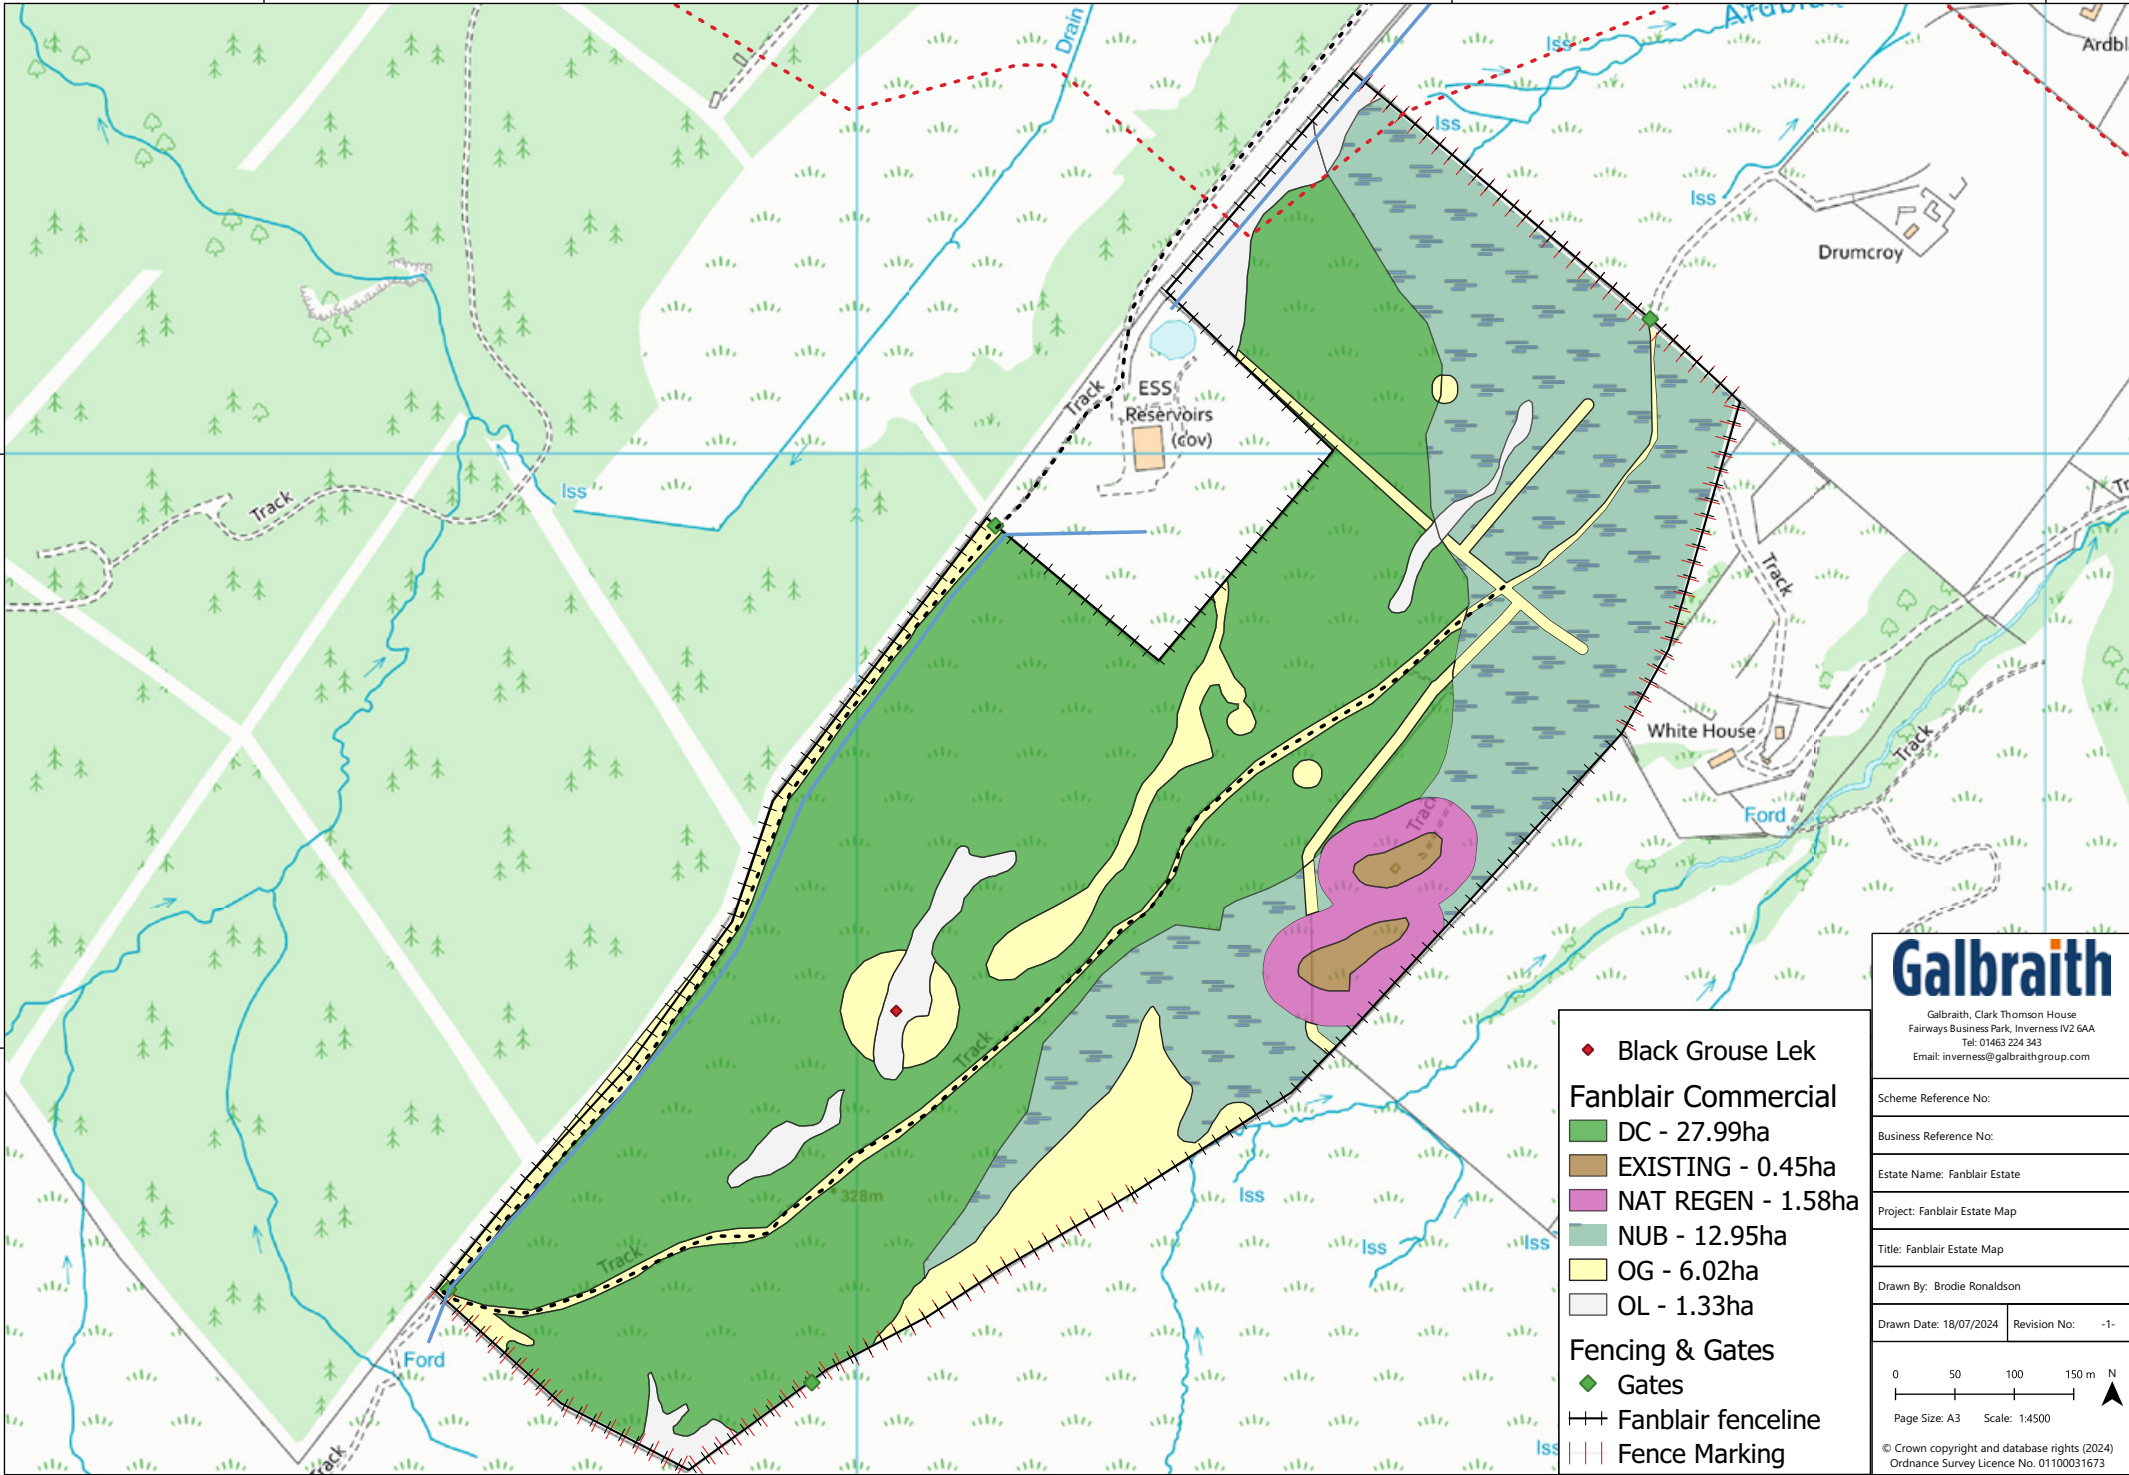 Drain
Iss
Iss
Iss
Drumcroy
Track
ESS
Reservoirs
(cov)
Iss
Track
Track
White House
Track
Ford
Track
Track
328m
Track
Iss
Iss
Iss
Iss
Ford
Black Grouse Lek
Fanblair Commercial
DC - 27.99ha
EXISTING - 0.45ha
NAT REGEN - 1.58ha
NUB - 12.95ha
OG - 6.02ha
OL - 1.33ha
Fencing & Gates
Gates
Fanblair fenceline
Fence Marking
Galbraith
Galbraith, Clark Thomson House
Fairways Business Park, Inverness IV2 6AA
Tel: 01463 224 343
Email: inverness@galbraithgroup.com
Scheme Reference No:
Business Reference No:
Estate Name: Fanblair Estate
Project: Fanblair Estate Map
Title: Fanblair Estate Map
Drawn By: Brodie Ronaldson
Drawn Date: 18/07/2024 Revision No: -1-
0 50 100 150 m N
Page Size: A3 Scale: 1:4500
© Crown copyright and database rights (2024)
Ordnance Survey Licence No. 01100031673